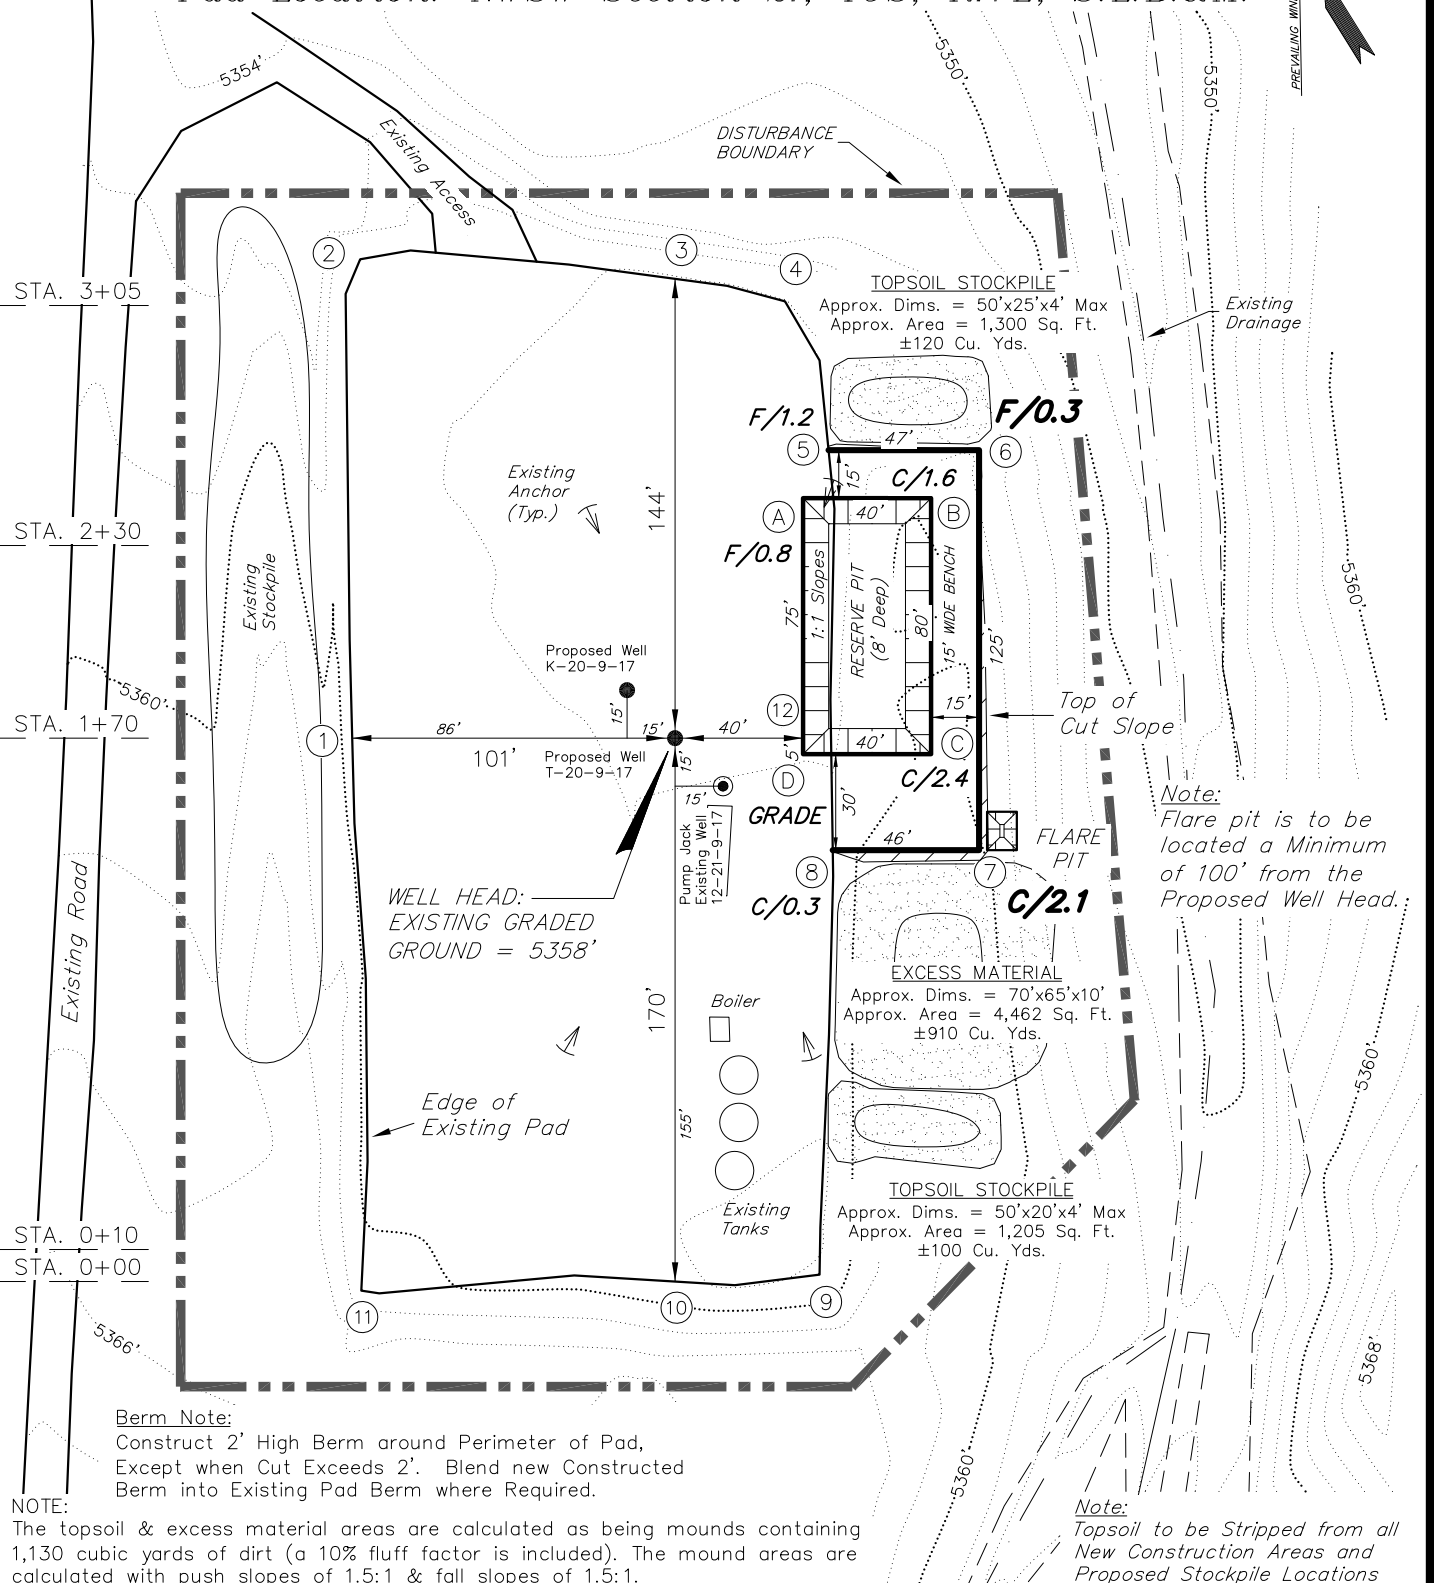 PREVAILING
5354'
5350'
5350'
Existing Access
DISTURBANCE
BOUNDARY
2
3
4
STA. 3+05
TOPSOIL STOCKPILE
Approx. Dims. = 50'x25'x4' Max
Approx. Area = 1,300 Sq. Ft.
±120 Cu. Yds.
Existing
Drainage
F/1.2
F/0.3
5
47'
6
Existing
Anchor
(Typ.)
144'
15'
C/1.6
A
40'
B
STA. 2+30
F/0.8
Existing
Stockpile
1:1 Slopes
RESERVE PIT
(8' Deep)
75'
80'
15' WIDE BENCH
125'
5360'
Proposed Well
K-20-9-17
15'
5360'
STA. 1+70
1
86'
15'
40'
12
15'
Top of
Cut Slope
101'
Proposed Well
T-20-9-17
15'
5'
40'
C
D
C/2.4
15'
GRADE
30'
46'
FLARE
PIT
Note:
Flare pit is to be
located a Minimum
of 100' from the
Proposed Well Head.
Pump Jack
Existing Well
12-21-9-17
8
7
C/0.3
C/2.1
WELL HEAD:
EXISTING GRADED
GROUND = 5358'
Existing Road
EXCESS MATERIAL
Approx. Dims. = 70'x65'x10'
Approx. Area = 4,462 Sq. Ft.
±910 Cu. Yds.
170'
Boiler
5360'
Edge of
Existing Pad
155'
TOPSOIL STOCKPILE
Approx. Dims. = 50'x20'x4' Max
Approx. Area = 1,205 Sq. Ft.
±100 Cu. Yds.
Existing
Tanks
STA. 0+10
STA. 0+00
11
10
9
5366'
5368'
5360'
Berm Note:
Construct 2' High Berm around Perimeter of Pad,
Except when Cut Exceeds 2'. Blend new Constructed
Berm into Existing Pad Berm where Required.
NOTE:
The topsoil & excess material areas are calculated as being mounds containing
1,130 cubic yards of dirt (a 10% fluff factor is included). The mound areas are
calculated with push slopes of 1.5:1 & fall slopes of 1.5:1.
Note:
Topsoil to be Stripped from all
New Construction Areas and
Proposed Stockpile Locations